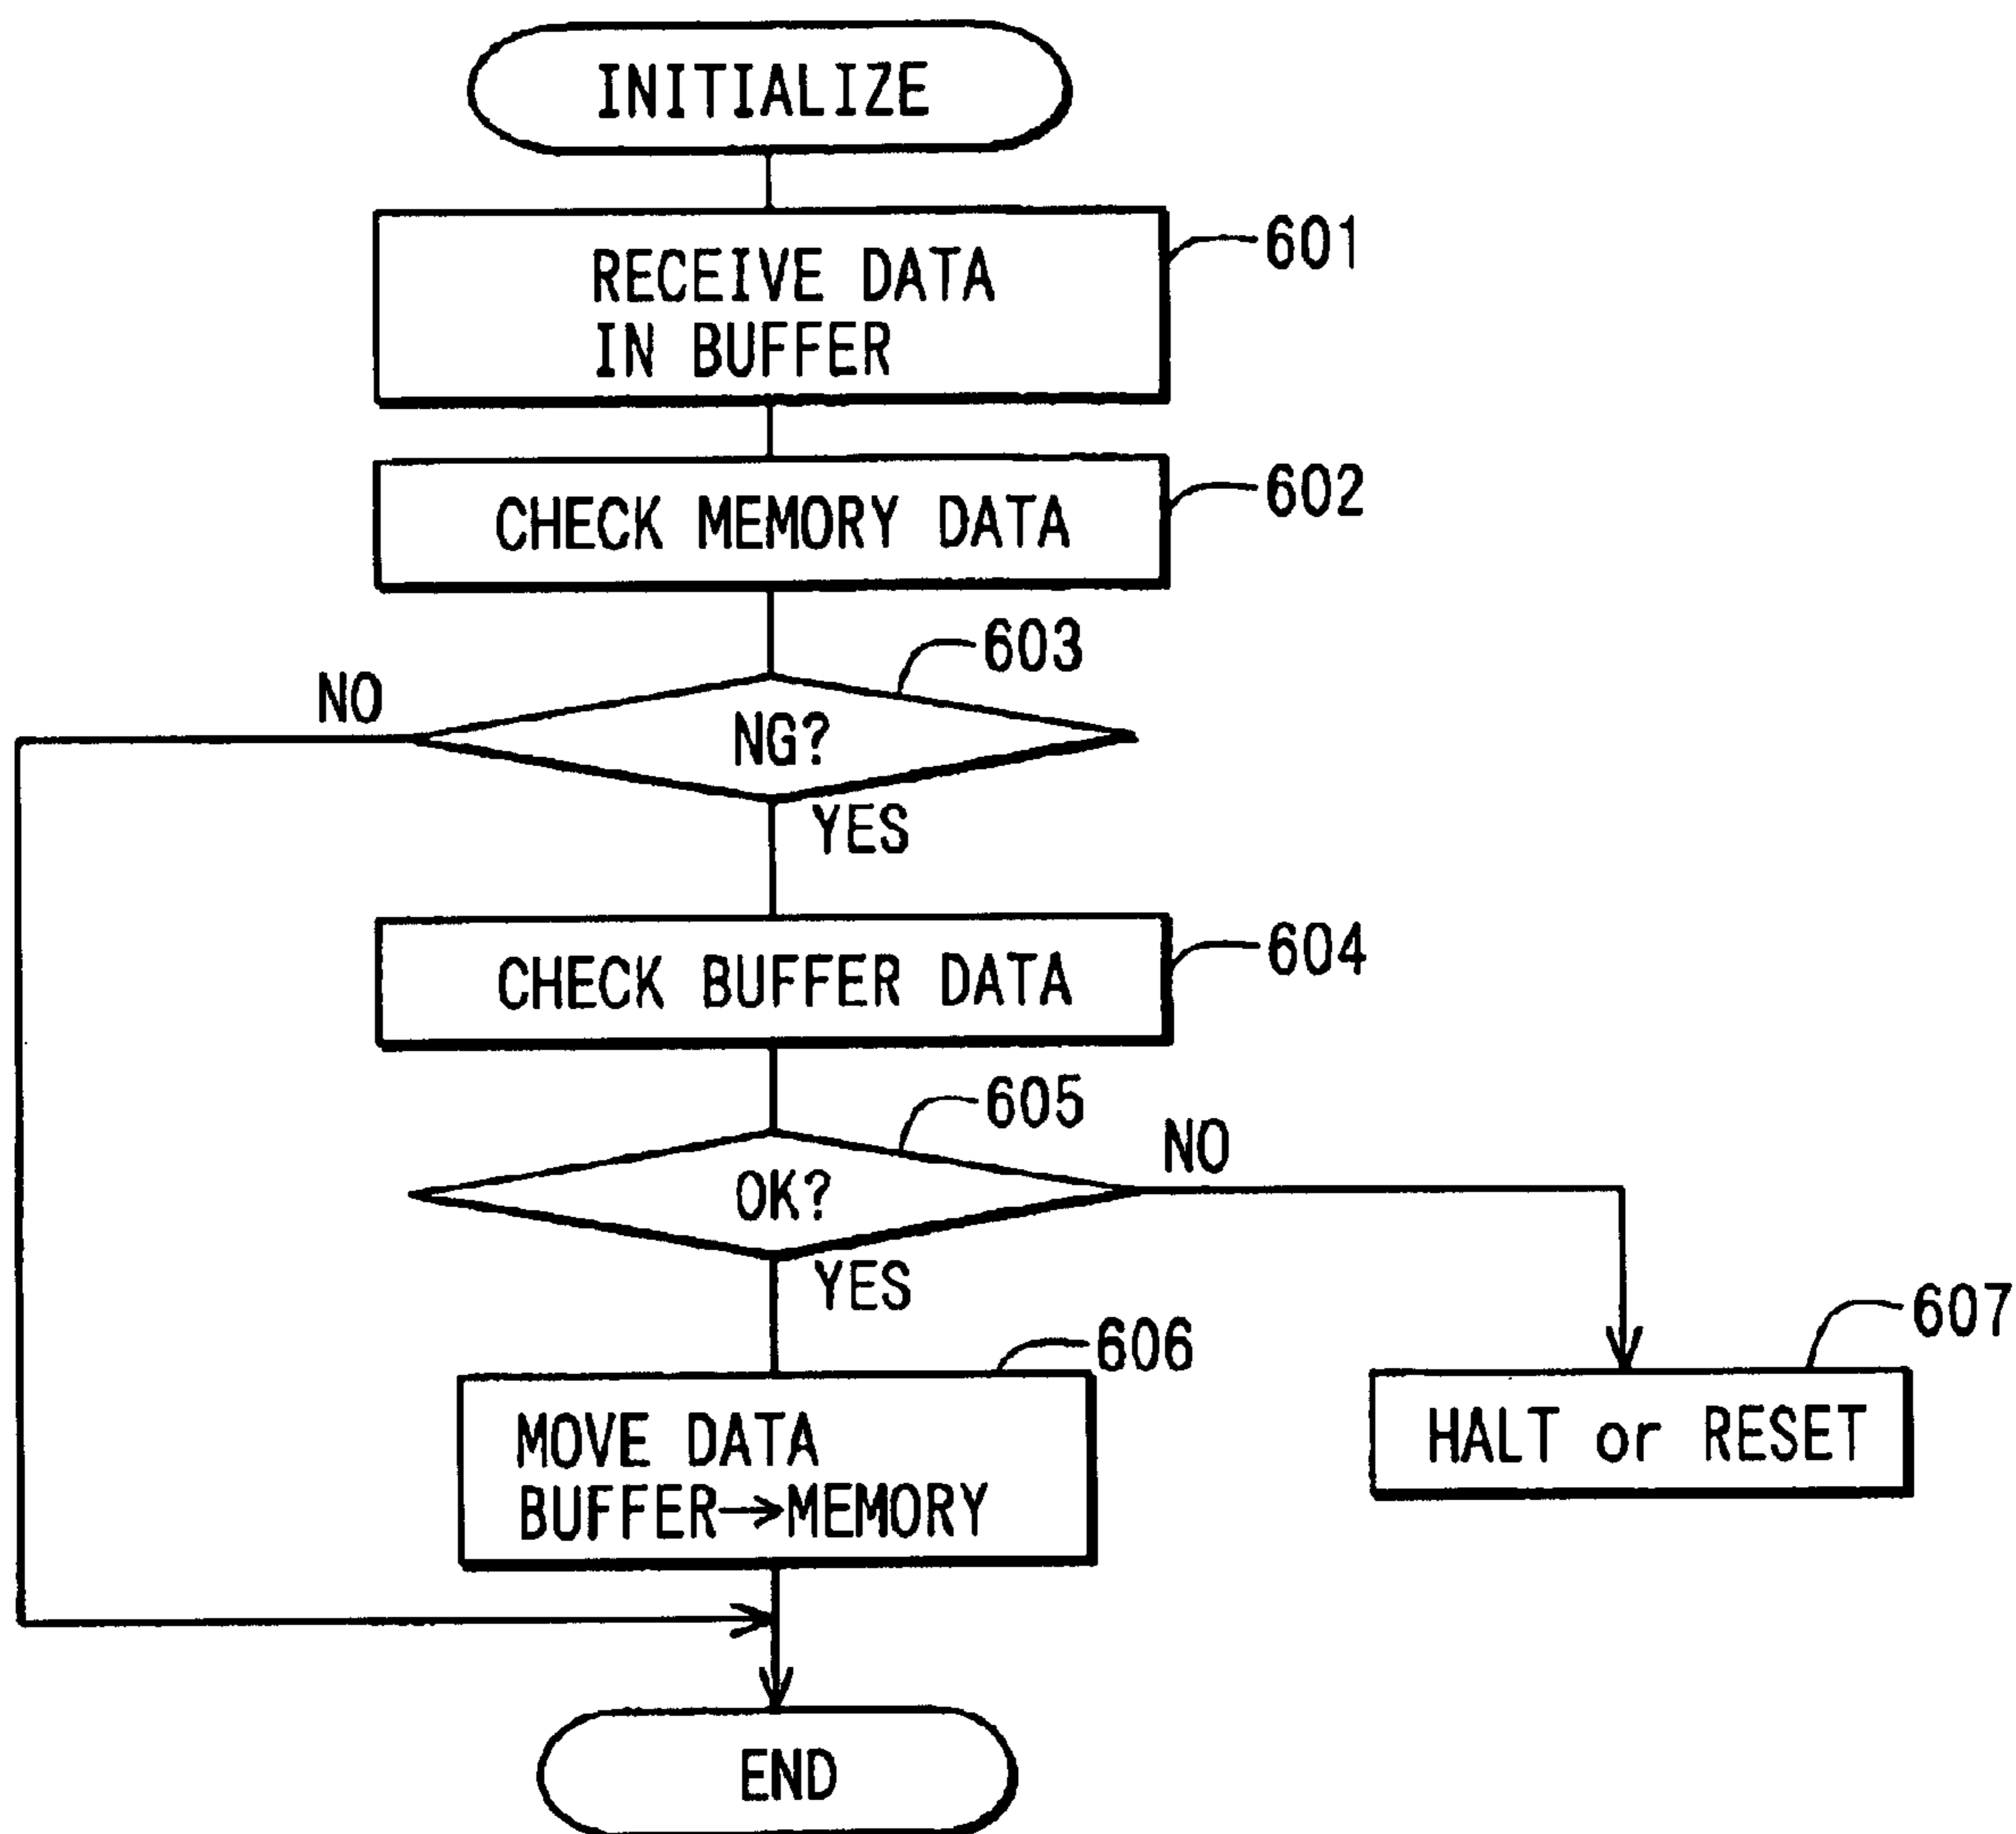 INITIALIZE
RECEIVE DATA
IN BUFFER
601
CHECK MEMORY DATA
602
603
NO
NG?
YES
CHECK BUFFER DATA
604
605
NO
OK?
YES
606
607
MOVE DATA
BUFFER→MEMORY
HALT or RESET
END